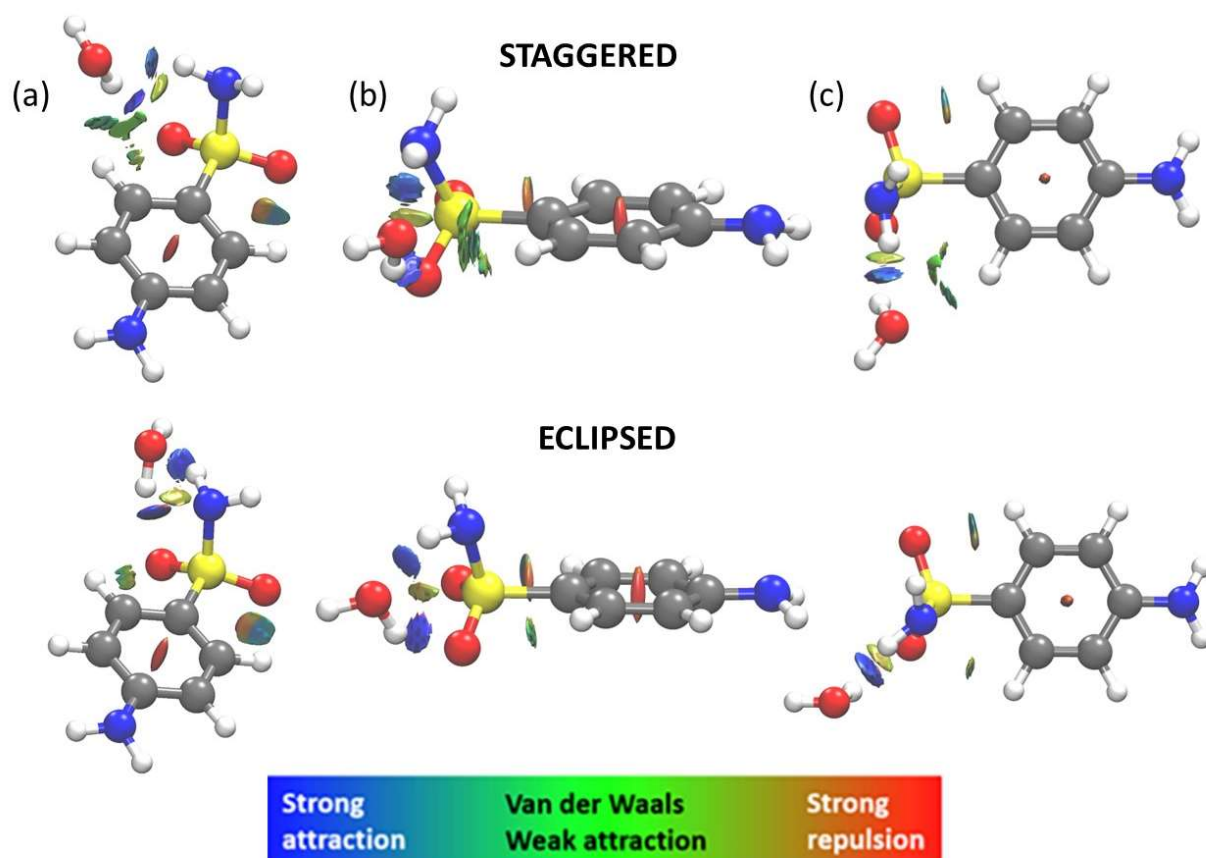 STAGGERED
(a)
(b)
(c)
ECLIPSED
Strong
attraction
Van der Waals
Weak attraction
Strong
repulsion